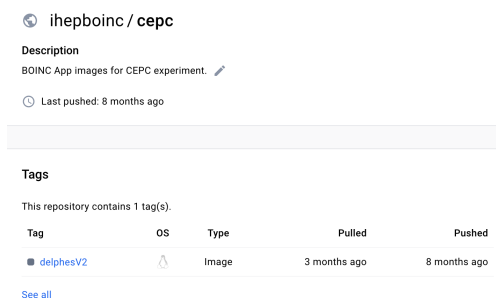 ihepboinc / cepc
Description
BOINC App images for CEPC experiment.
Last pushed: 8 months ago
Tags
This repository contains 1 tag(s).
Tag OS Type Pulled Pushed
delphesV2 Image 3 months ago 8 months ago
See all